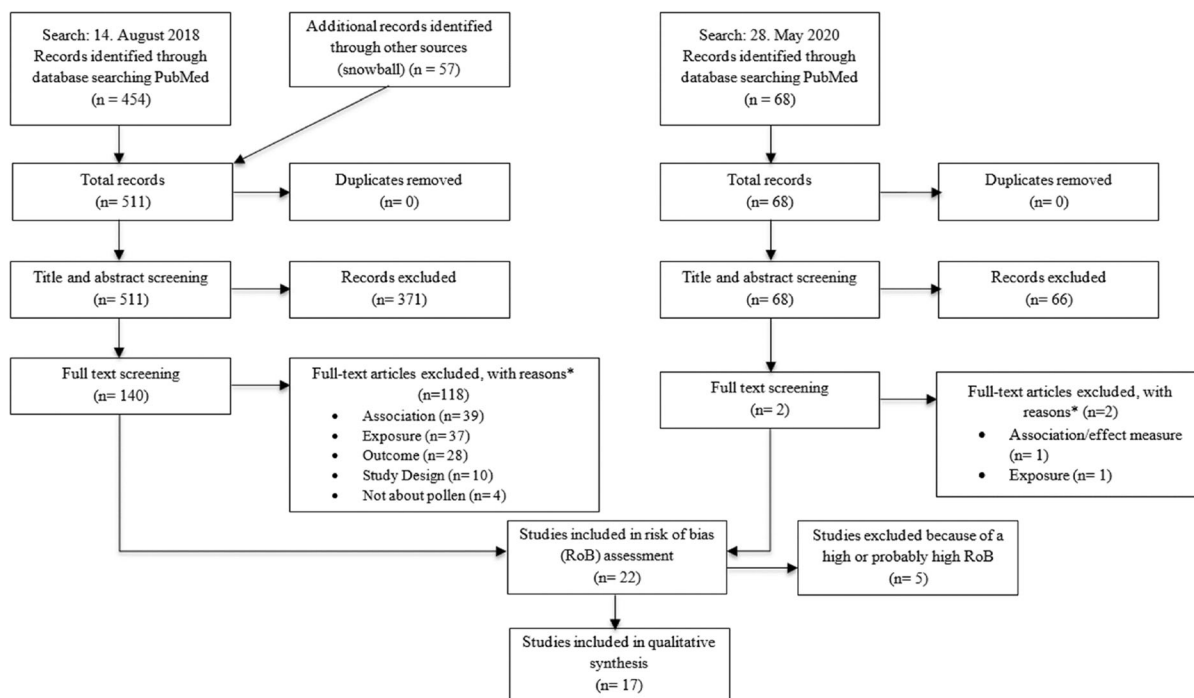 Search: 14. August 2018
Records identified through
database searching PubMed
(n = 454)
Additional records identified
through other sources
(snowball) (n = 57)
Search: 28. May 2020
Records identified through
database searching PubMed
(n = 68)
Total records
(n= 511)
Duplicates removed
(n= 0)
Total records
(n= 68)
Duplicates removed
(n= 0)
Title and abstract screening
(n= 511)
Records excluded
(n= 371)
Title and abstract screening
(n= 68)
Records excluded
(n= 66)
Full text screening
(n= 140)
Full-text articles excluded, with reasons*
(n=118)
• Association (n= 39)
• Exposure (n= 37)
• Outcome (n= 28)
• Study Design (n= 10)
• Not about pollen (n= 4)
Full text screening
(n= 2)
Full-text articles excluded, with
reasons* (n=2)
• Association/effect measure
(n= 1)
• Exposure (n= 1)
Studies included in risk of bias
(RoB) assessment
(n= 22)
Studies excluded because of a
high or probably high RoB
(n= 5)
Studies included in qualitative
synthesis
(n= 17)